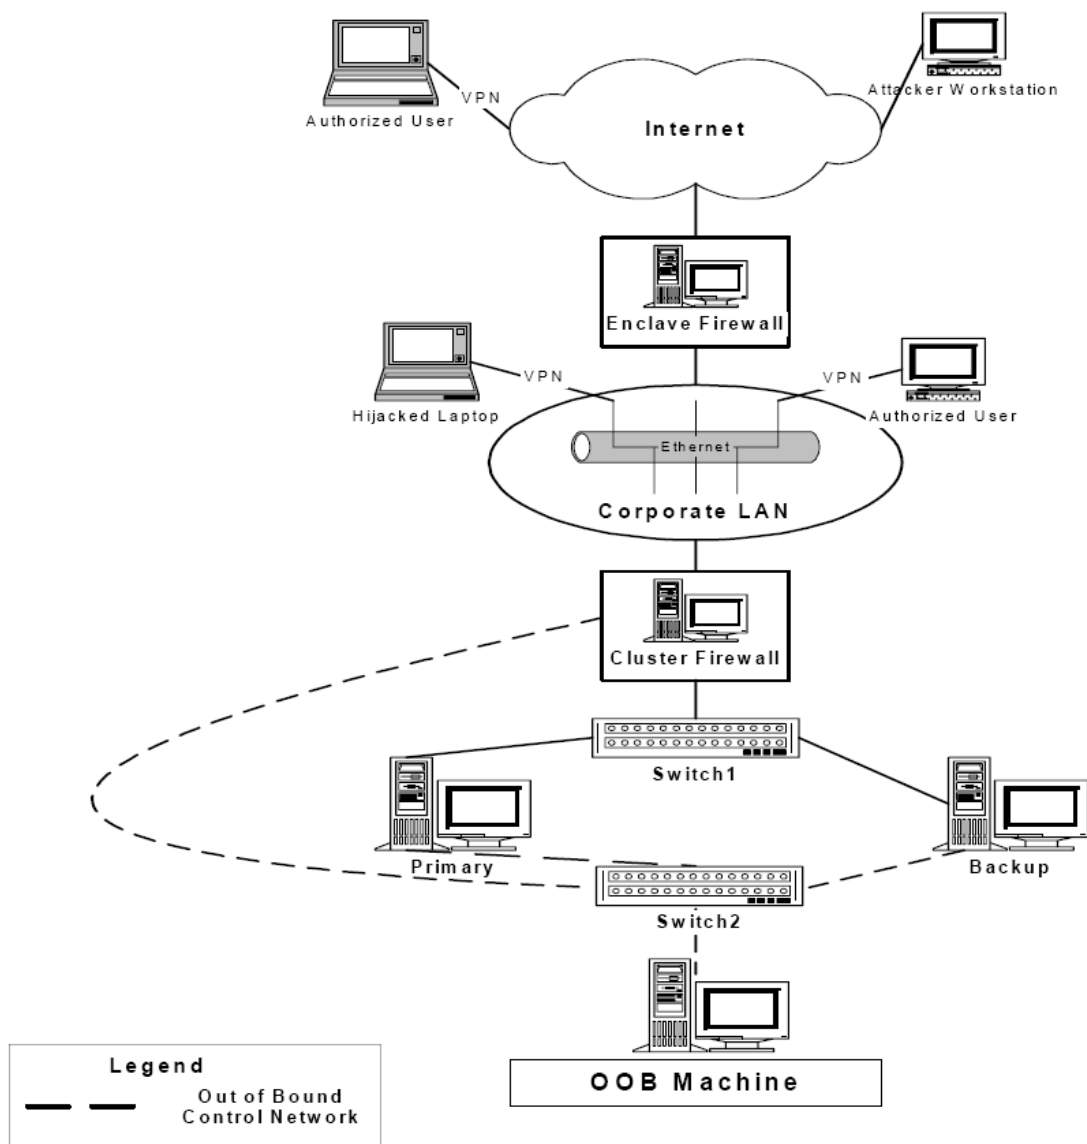 VPN
Authorized User
Internet
Attacker Workstation
Enclave Firewall
VPN
VPN
Hijacked Laptop
Authorized User
Ethernet
Corporate LAN
Cluster Firewall
Switch1
Primary
Backup
Switch2
OOB Machine
Legend
Out of Bound
Control Network